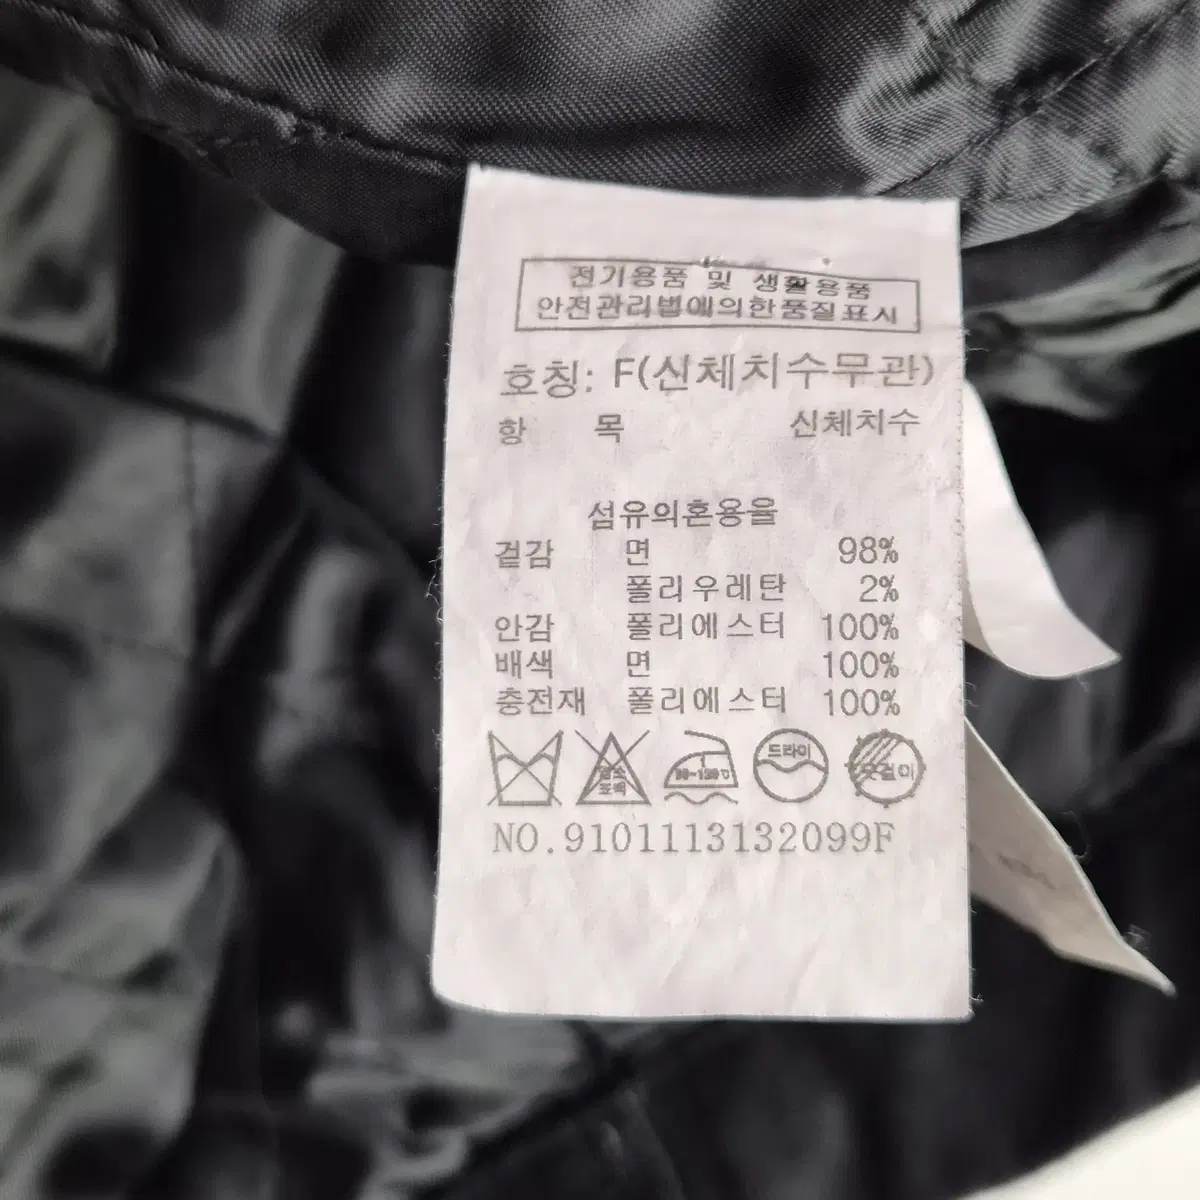 전기용품 및 생활용품
안전관리법에의한품질표시
호칭: F(신체치수무관)
항 목 신체치수
섬유의혼용율
겉감 면 98%
폴리우레탄 2%
안감 폴리에스터 100%
배색 면 100%
충전재 폴리에스터 100%
드라이 옷걸이
NO.9101113132099F